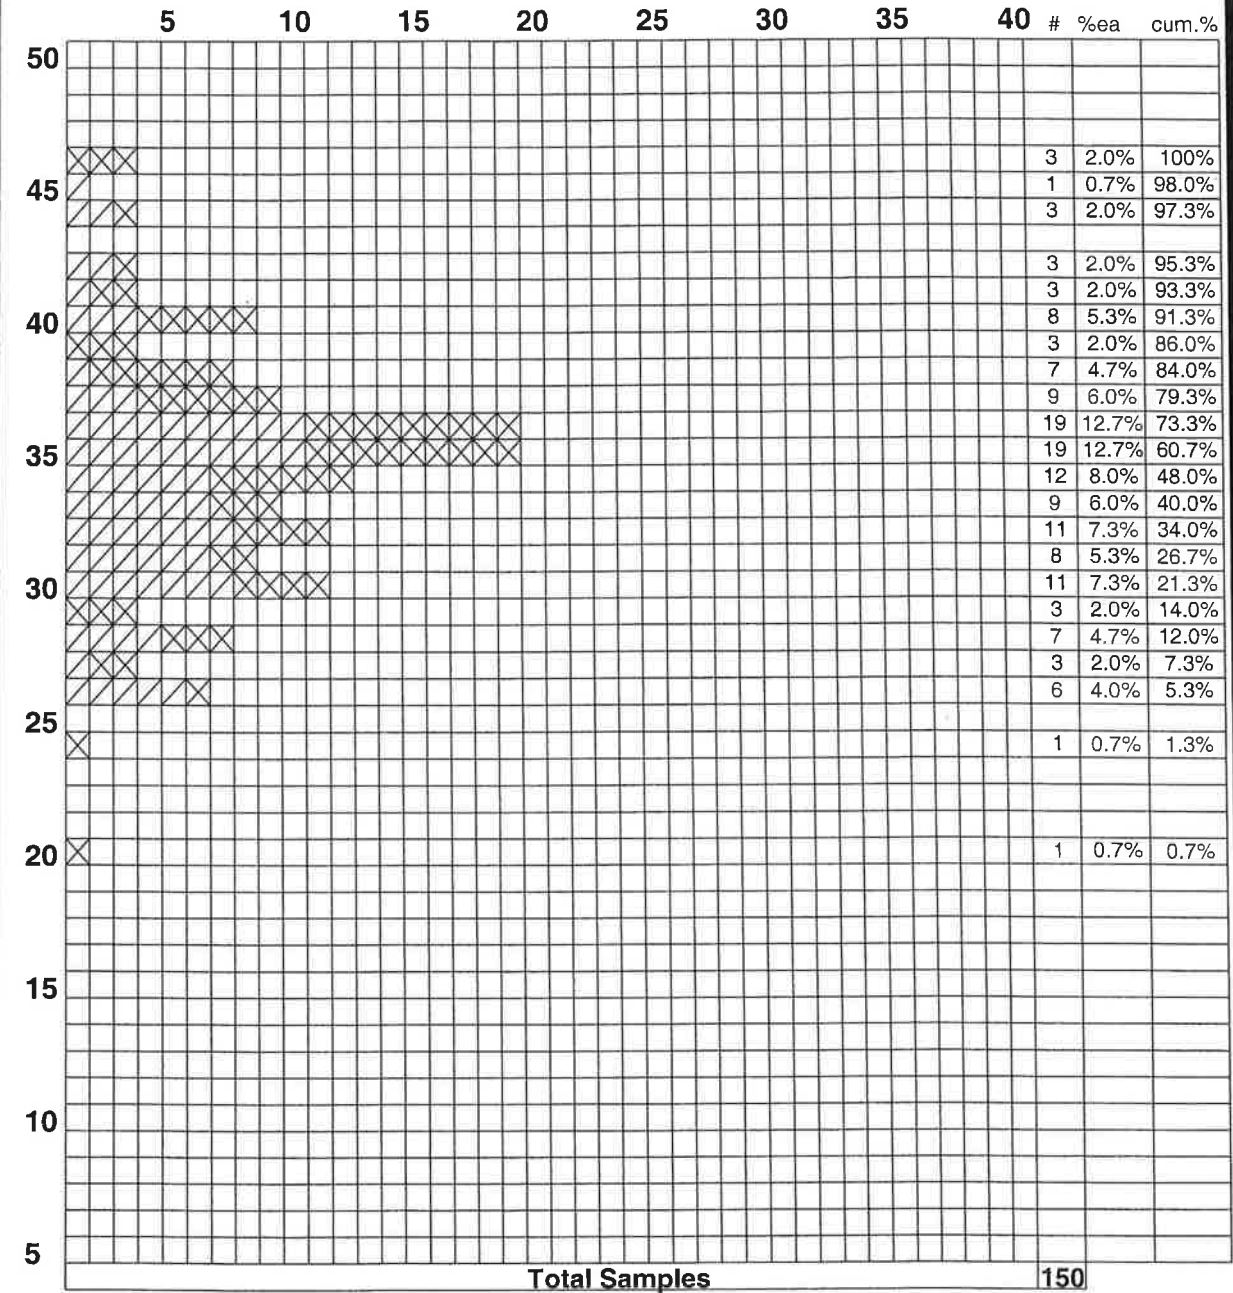 5 10 15 20 25 30 35 40 # %ea cum.%
50
3 2.0% 100%
45 1 0.7% 98.0%
3 2.0% 97.3%
3 2.0% 95.3%
3 2.0% 93.3%
40 8 5.3% 91.3%
3 2.0% 86.0%
7 4.7% 84.0%
9 6.0% 79.3%
19 12.7% 73.3%
35 19 12.7% 60.7%
12 8.0% 48.0%
9 6.0% 40.0%
11 7.3% 34.0%
8 5.3% 26.7%
30 11 7.3% 21.3%
3 2.0% 14.0%
7 4.7% 12.0%
3 2.0% 7.3%
6 4.0% 5.3%
25
1 0.7% 1.3%
20 1 0.7% 0.7%
15
10
5
Total Samples 150